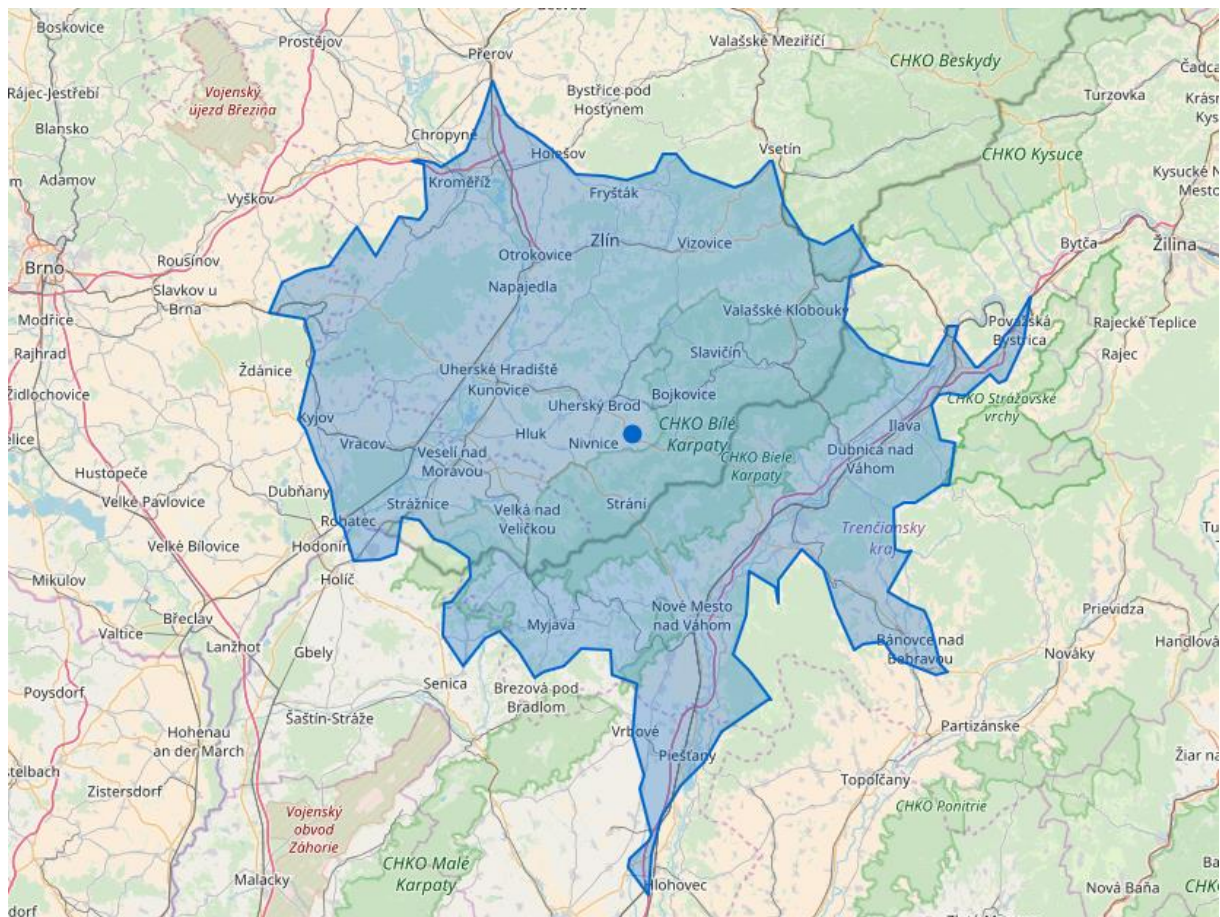 Boskovice
Prostějov
Přerov
Valašské Meziříčí
CHKO Beskydy
Čadca
Rájec-Jestřebí
Vojenský
újezd Březina
Bystřice pod
Hostýnem
Turzovka
Blansko
Chropyně
Holešov
Vsetín
CHKO Kysuce
Adamov
Kroměříž
Vyškov
Fryšták
Brno
Rousínov
Otrokovice
Zlín
Vizovice
Bytča
Žilina
Slavkov u
Brna
Napajedla
Valašské Klobouky
Modřice
Považská
Bystrica
Rajecké Teplice
Rajhrad
Ždánice
Uherské Hradiště
Kunovice
Slavičín
Rajec
Židlochovice
Kyjov
Uherský Brod
Bojkovice
CHKO Strážovské
vrchy
Vracov
Veselí nad
Moravou
Hluk
Nivnice
CHKO Bílé
Karpaty
CHKO Biele
Karpaty
Ilava
Dubnica nad
Váhom
Hustopeče
Velké Pavlovice
Dubňany
Strážnice
Velká nad
Veličkou
Strání
Rohatec
Trenčiansky
kraj
Velké Bílovice
Hodonín
Mikulov
Holíč
Břeclav
Valtice
Lanžhot
Gbely
Myjava
Nové Mesto
nad Váhom
Bánovce nad
Bebravou
Prievidza
Handlová
Nováky
Poysdorf
Senica
Brezová pod
Bradlom
Šaštín-Stráže
Hohenau
an der March
Vrbové
Partizánske
Piešťany
Zistersdorf
Topoľčany
Vojenský
obvod
Záhorie
CHKO Ponitrie
CHKO Malé
Karpaty
Malacky
Hlohovec
Nová Baňa